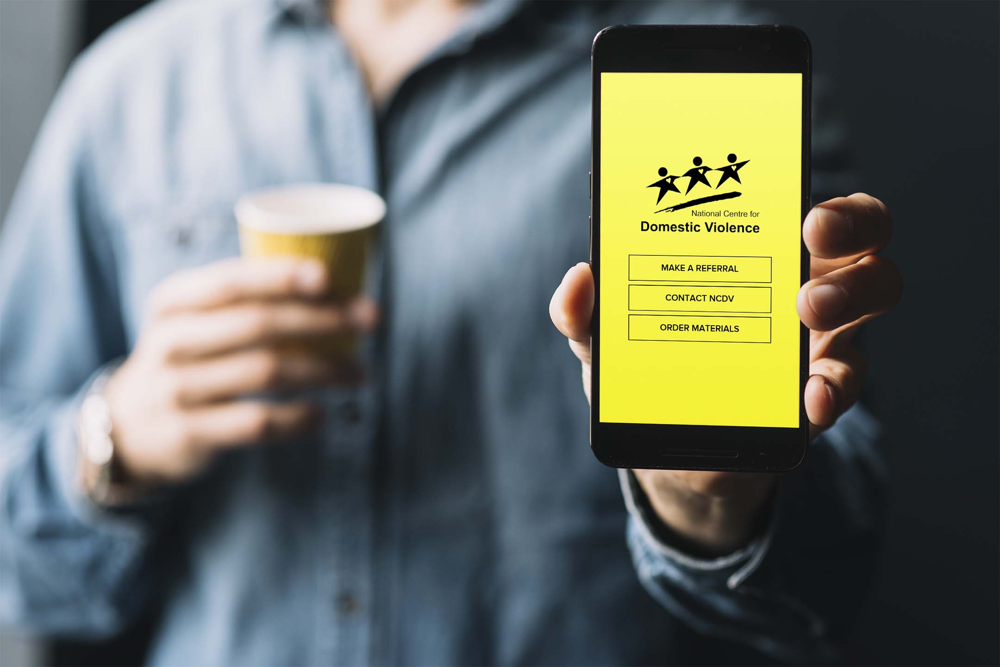 National Centre for
Domestic Violence
MAKE A REFERRAL
CONTACT NCDV
ORDER MATERIALS